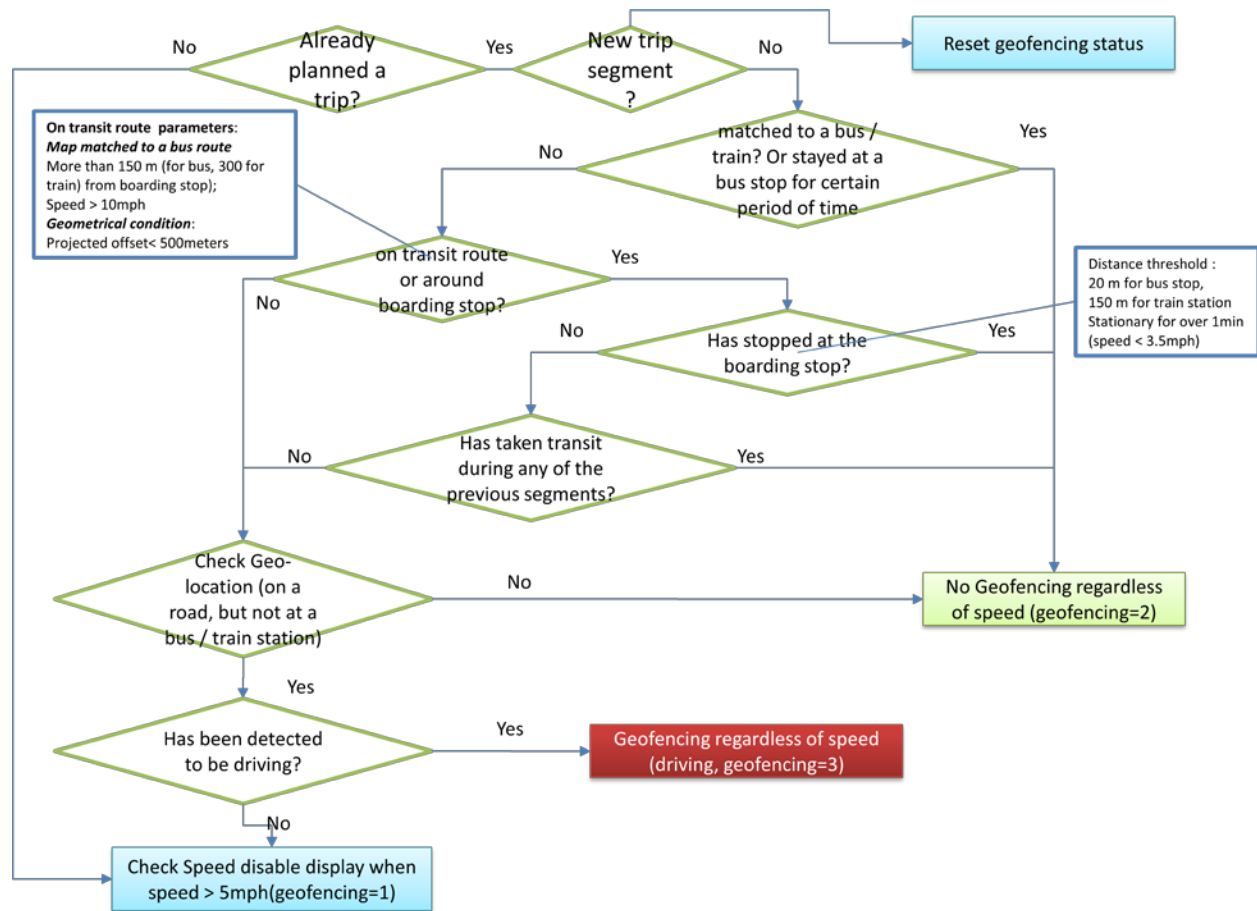 No
Already
planned a
trip?
Yes
New trip
segment
?
No
Reset geofencing status
On transit route parameters:
Map matched to a bus route
More than 150 m (for bus, 300 for
train) from boarding stop);
Speed > 10mph
Geometrical condition:
Projected offset< 500meters
No
matched to a bus /
train? Or stayed at a
bus stop for certain
period of time
Yes
No
on transit route
or around
boarding stop?
Yes
Distance threshold :
20 m for bus stop,
150 m for train station
Stationary for over 1min
(speed < 3.5mph)
No
Has stopped at the
boarding stop?
Yes
No
Has taken transit
during any of the
previous segments?
Yes
Check Geo-
location (on a
road, but not at a
bus / train station)
No
No Geofencing regardless
of speed (geofencing=2)
Yes
Has been detected
to be driving?
Yes
Geofencing regardless of speed
(driving, geofencing=3)
No
Check Speed disable display when
speed > 5mph(geofencing=1)